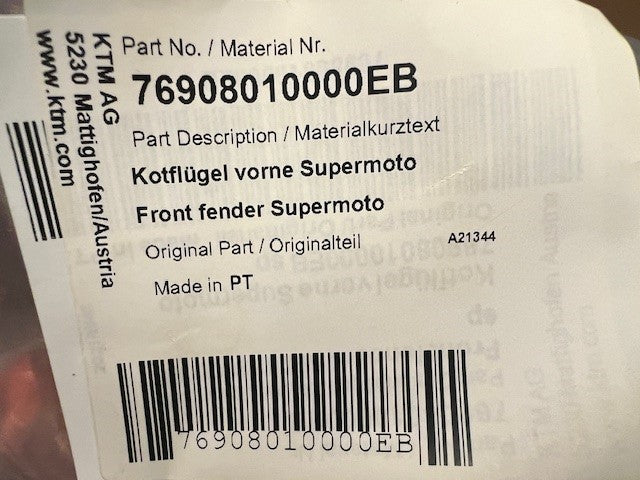 KTM AG
5230 Mattighofen/Austria
www.ktm.com
Part No. / Material Nr.
76908010000EB
Part Description / Materialkurztext
Kotflügel vorne Supermoto
Front fender Supermoto
Original Part / Originalteil
A21344
Made in PT
76908010000EB